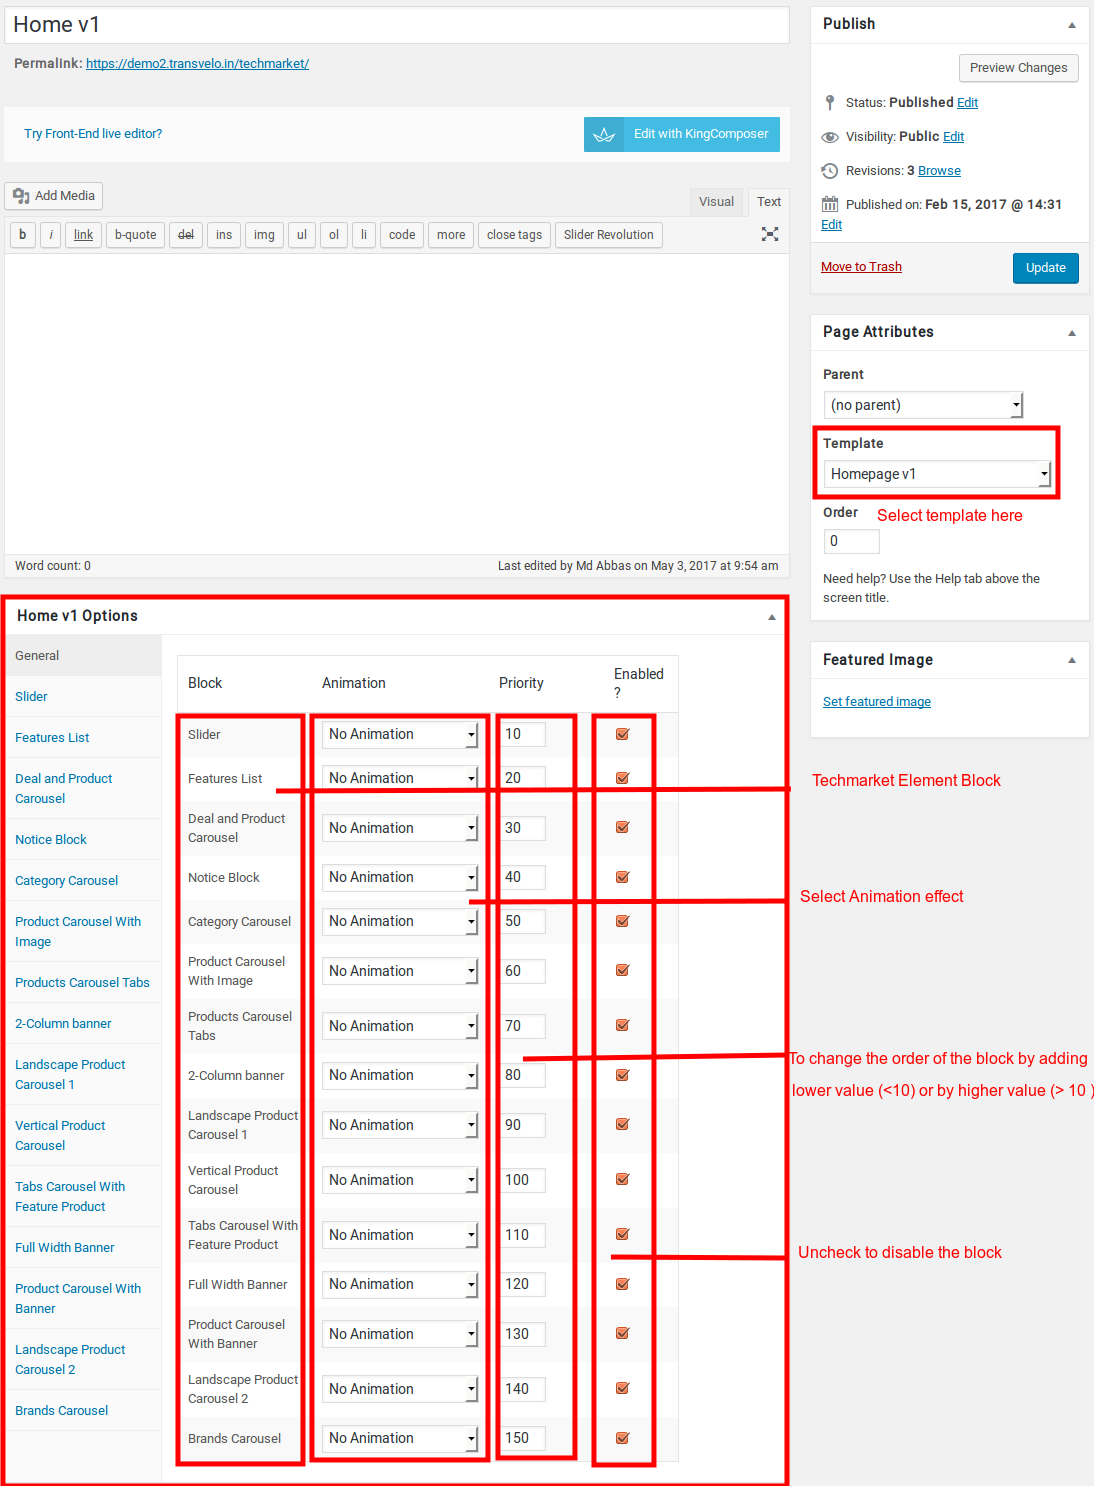 Home v1
Permalink: https://demo2.transvelo.in/techmarket/
Try Front-End live editor?
Edit with KingComposer
Add Media
Visual
Text
b
i
link
b-quote
del
ins
img
ul
ol
li
code
more
close tags
Slider Revolution
Word count: 0
Last edited by Md Abbas on May 3, 2017 at 9:54 am
Publish
Preview Changes
Status: Published Edit
Visibility: Public Edit
Revisions: 3 Browse
Published on: Feb 15, 2017 @ 14:31
Edit
Move to Trash
Update
Page Attributes
Parent
(no parent)
Template
Homepage v1
Order
Select template here
0
Need help? Use the Help tab above the
screen title.
Featured Image
Set featured image
Home v1 Options
General
Slider
Features List
Deal and Product
Carousel
Notice Block
Category Carousel
Product Carousel With
Image
Products Carousel Tabs
2-Column banner
Landscape Product
Carousel 1
Vertical Product
Carousel
Tabs Carousel With
Feature Product
Full Width Banner
Product Carousel With
Banner
Landscape Product
Carousel 2
Brands Carousel
Block
Animation
Priority
Enabled
?
Slider
No Animation
10
Features List
No Animation
20
Deal and Product
Carousel
No Animation
30
Notice Block
No Animation
40
Category Carousel
No Animation
50
Product Carousel
With Image
No Animation
60
Products Carousel
Tabs
No Animation
70
2-Column banner
No Animation
80
Landscape Product
Carousel 1
No Animation
90
Vertical Product
Carousel
No Animation
100
Tabs Carousel With
Feature Product
No Animation
110
Full Width Banner
No Animation
120
Product Carousel
With Banner
No Animation
130
Landscape Product
Carousel 2
No Animation
140
Brands Carousel
No Animation
150
Techmarket Element Block
Select Animation effect
To change the order of the block by adding
lower value (<10) or by higher value (> 10 )
Uncheck to disable the block